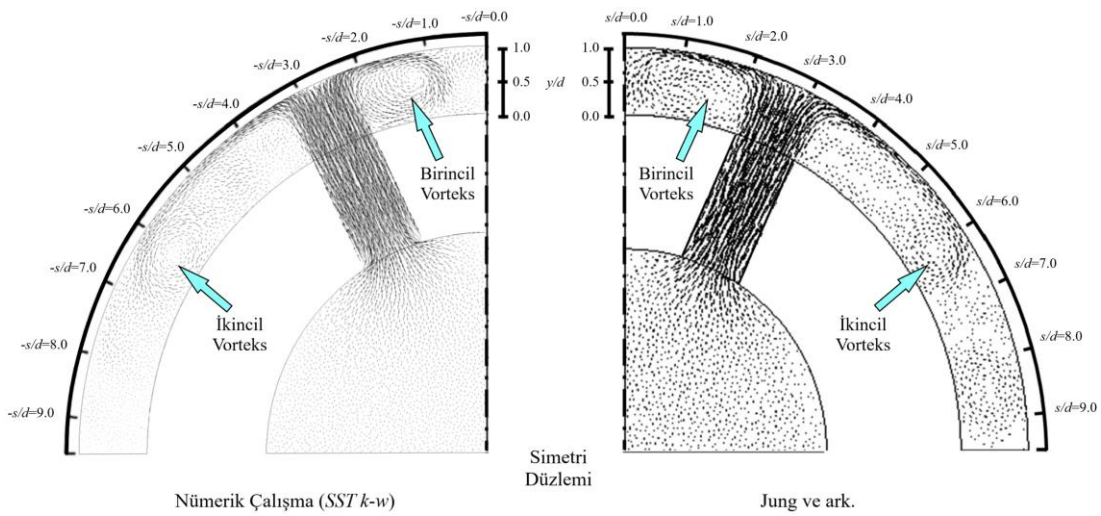 -s/d=0.0
-s/d=1.0
-s/d=2.0
-s/d=3.0
-s/d=4.0
-s/d=5.0
-s/d=6.0
-s/d=7.0
-s/d=8.0
-s/d=9.0
1.0
0.5
0.0
y/d
1.0
0.5
0.0
s/d=0.0
s/d=1.0
s/d=2.0
s/d=3.0
s/d=4.0
s/d=5.0
s/d=6.0
s/d=7.0
s/d=8.0
s/d=9.0
Birincil
Vorteks
İkincil
Vorteks
Birincil
Vorteks
İkincil
Vorteks
Simetri
Düzlemi
Nümerik Çalışma (SST k-w)
Jung ve ark.